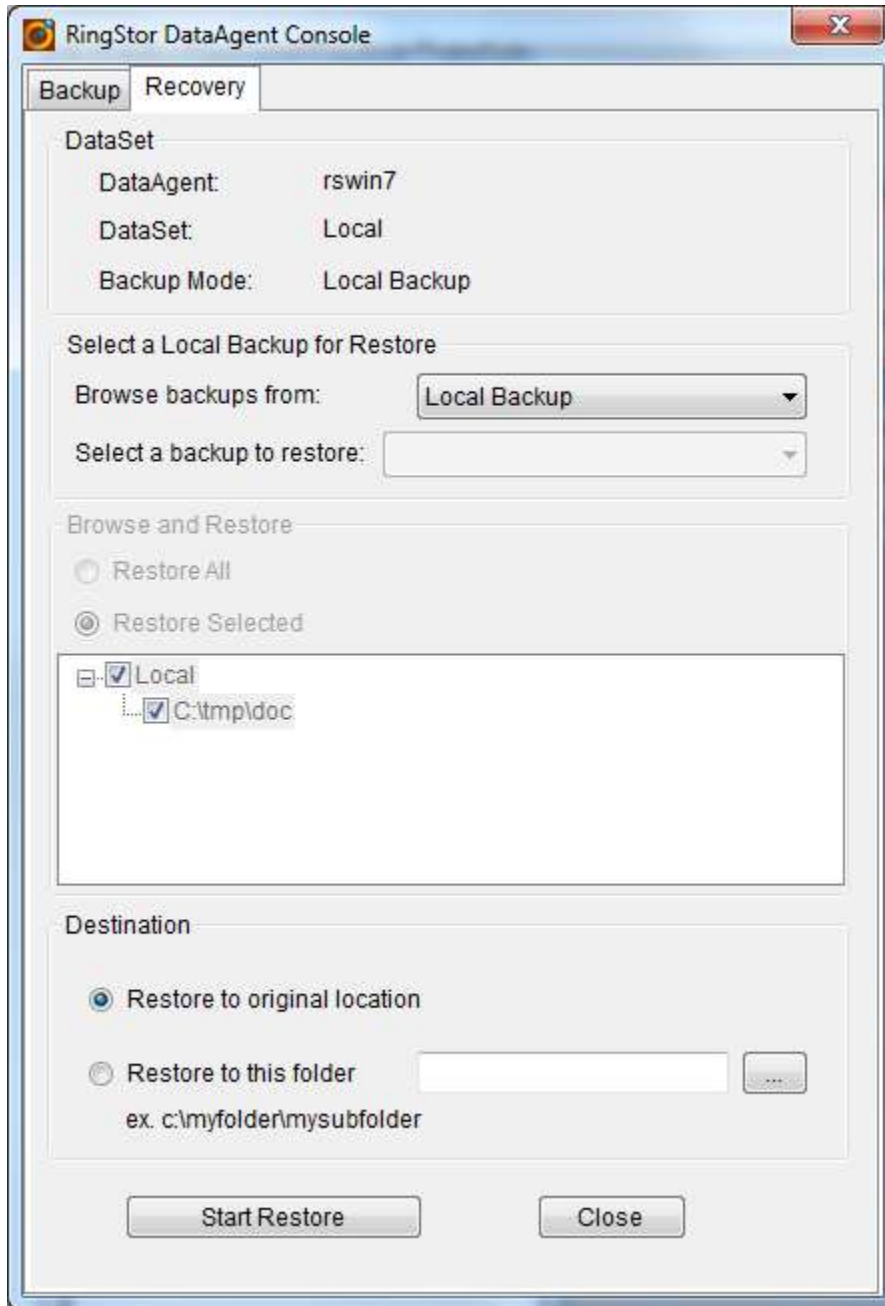 RingStor DataAgent Console
Backup Recovery
DataSet
DataAgent: rswin7
DataSet: Local
Backup Mode: Local Backup
Select a Local Backup for Restore
Browse backups from: Local Backup
Select a backup to restore:
Browse and Restore
Restore All
Restore Selected
Local
C:\tmp\doc
Destination
Restore to original location
Restore to this folder ...
ex. c:\myfolder\mysubfolder
Start Restore Close